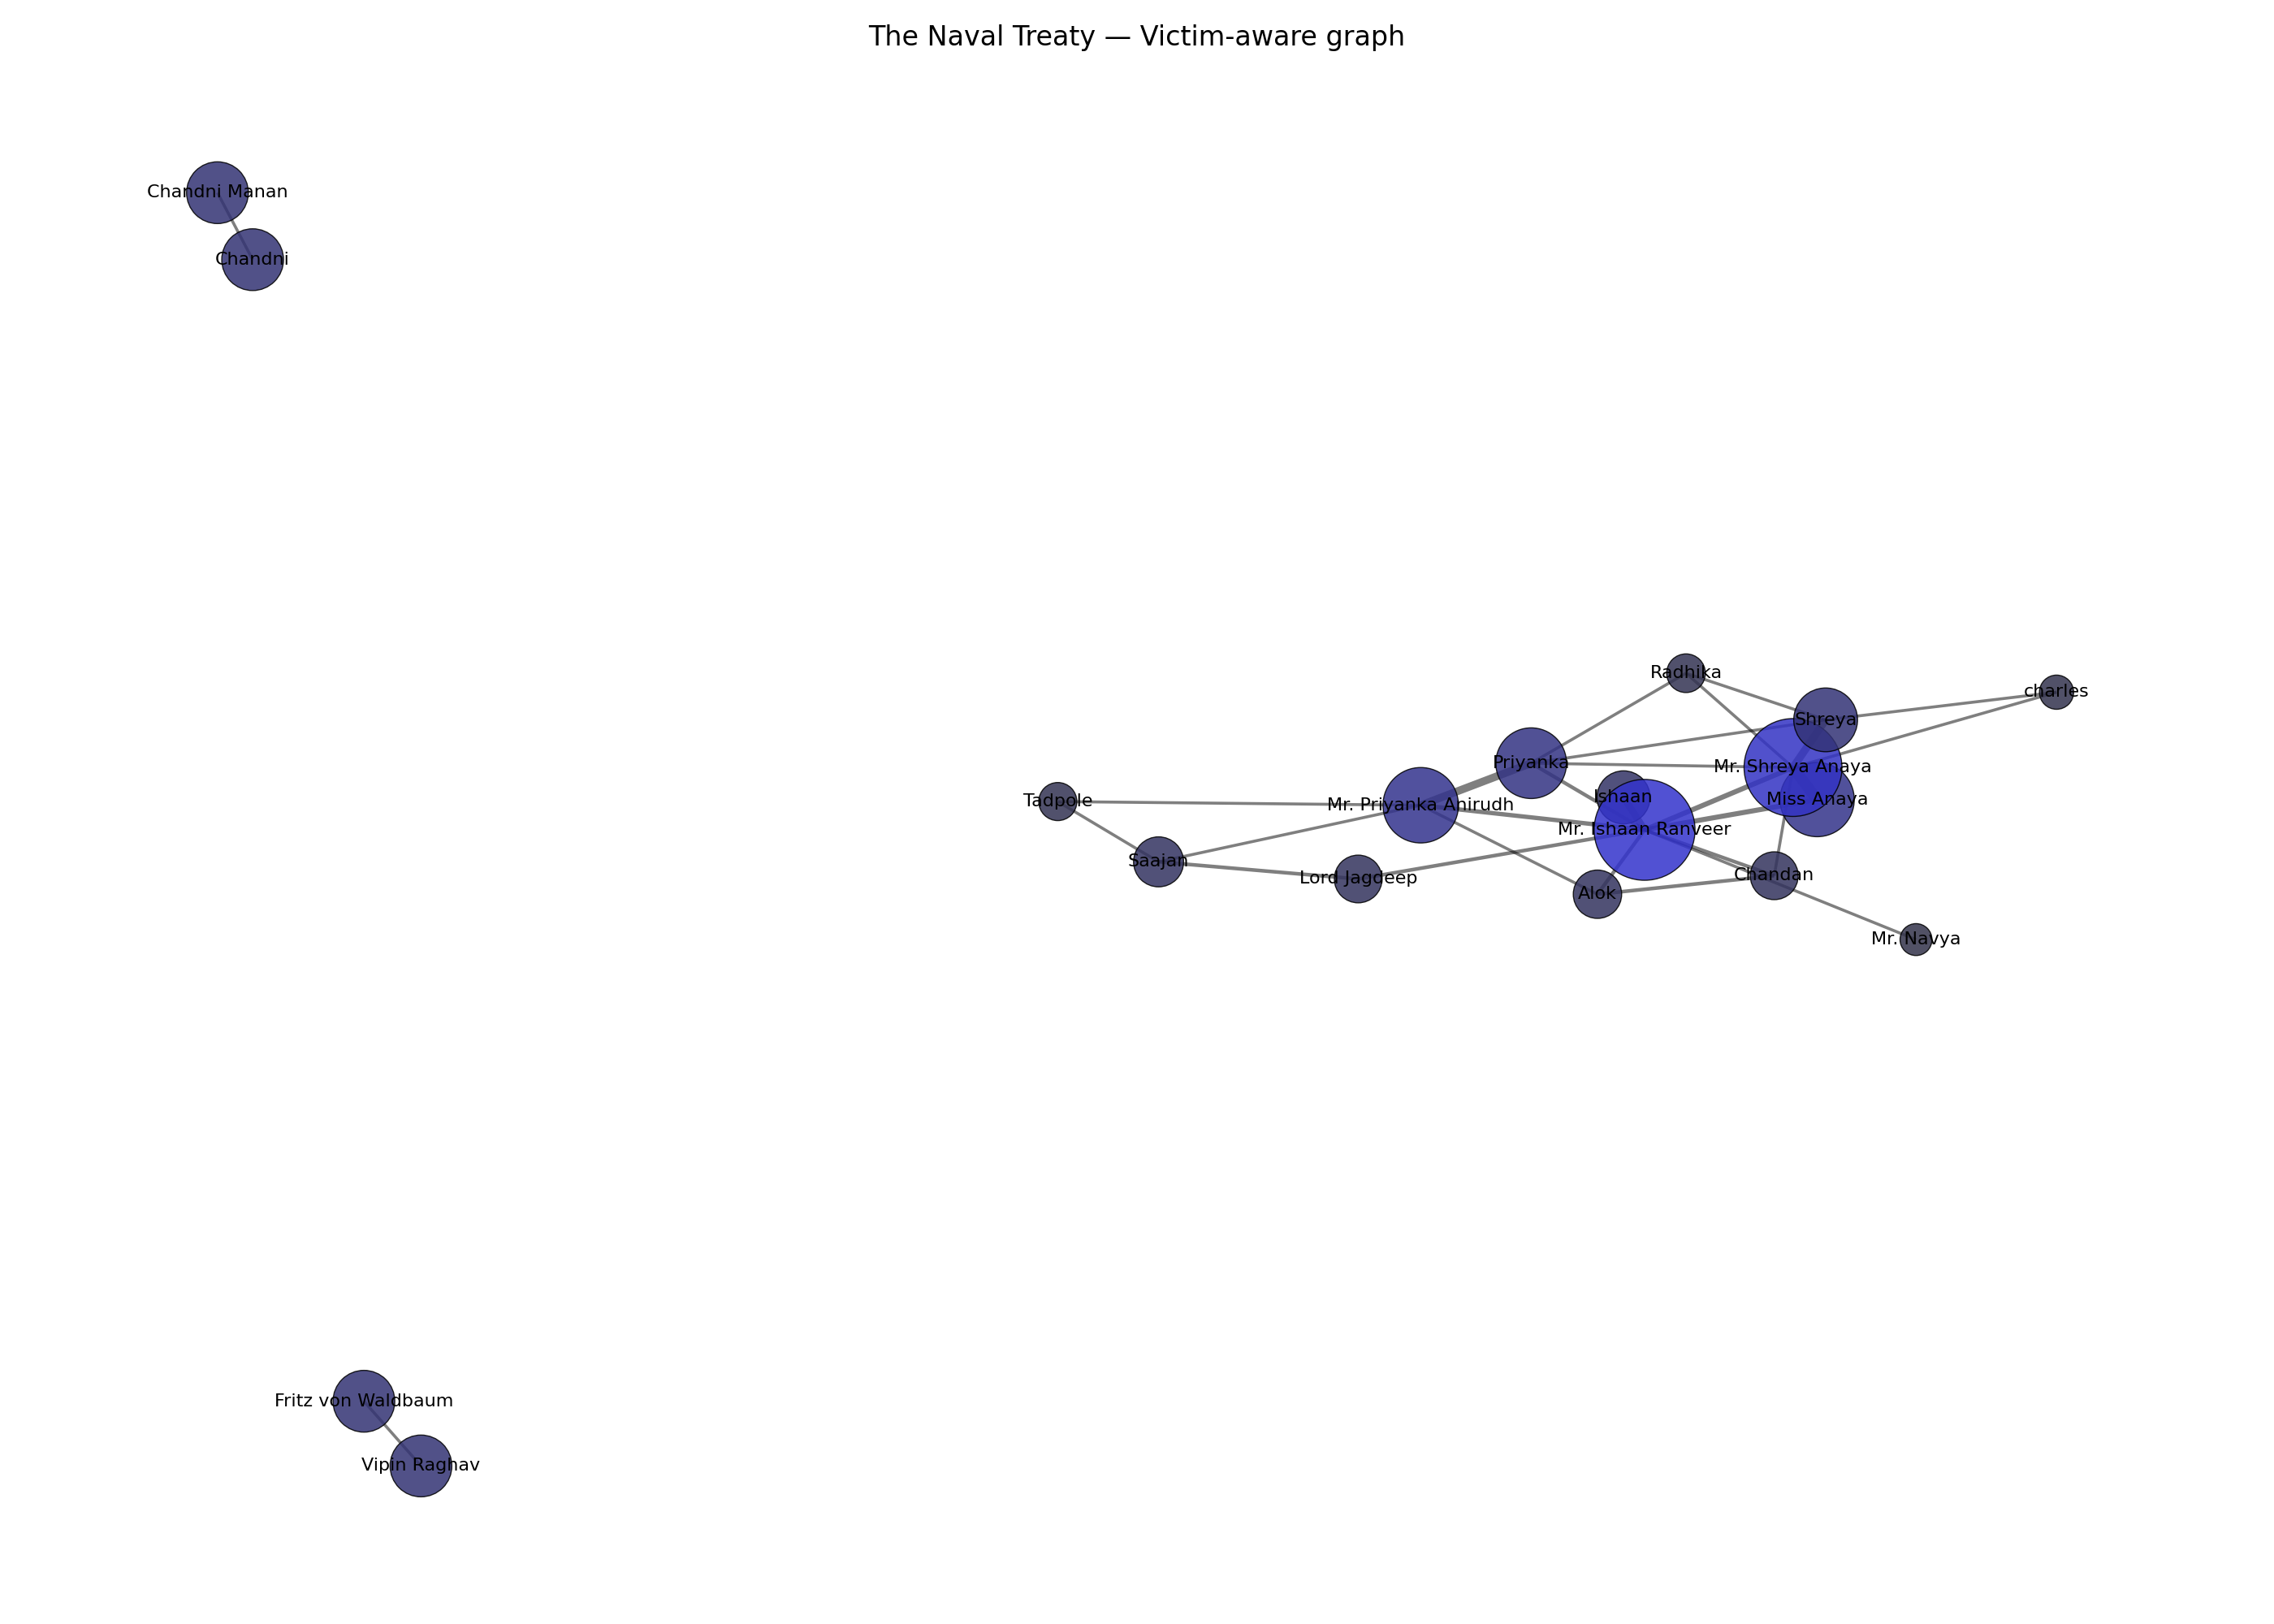 The Naval Treaty — Victim-aware graph
Chandni Manan
Chandni
Radhika
charles
Shreya
Priyanka
Mr. Shreya Anaya
Ishaan
Miss Anaya
Tadpole
Mr. Priyanka Anirudh
Mr. Ishaan Ranveer
Saajan
Chandan
Lord Jagdeep
Alok
Mr. Navya
Fritz von Waldbaum
Vipin Raghav